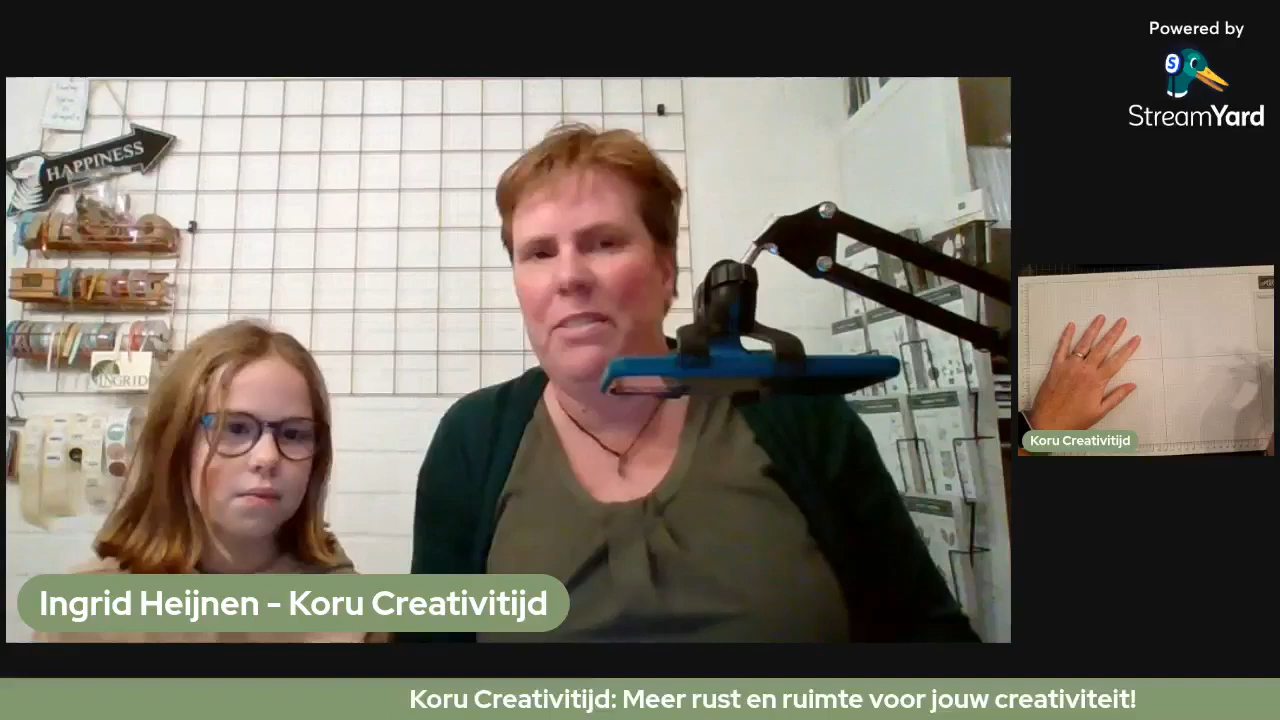 Powered by
StreamYard
HAPPINESS
INGRID
Koru Creativitijd
Ingrid Heijnen - Koru Creativitijd
Koru Creativitijd: Meer rust en ruimte voor jouw creativiteit!